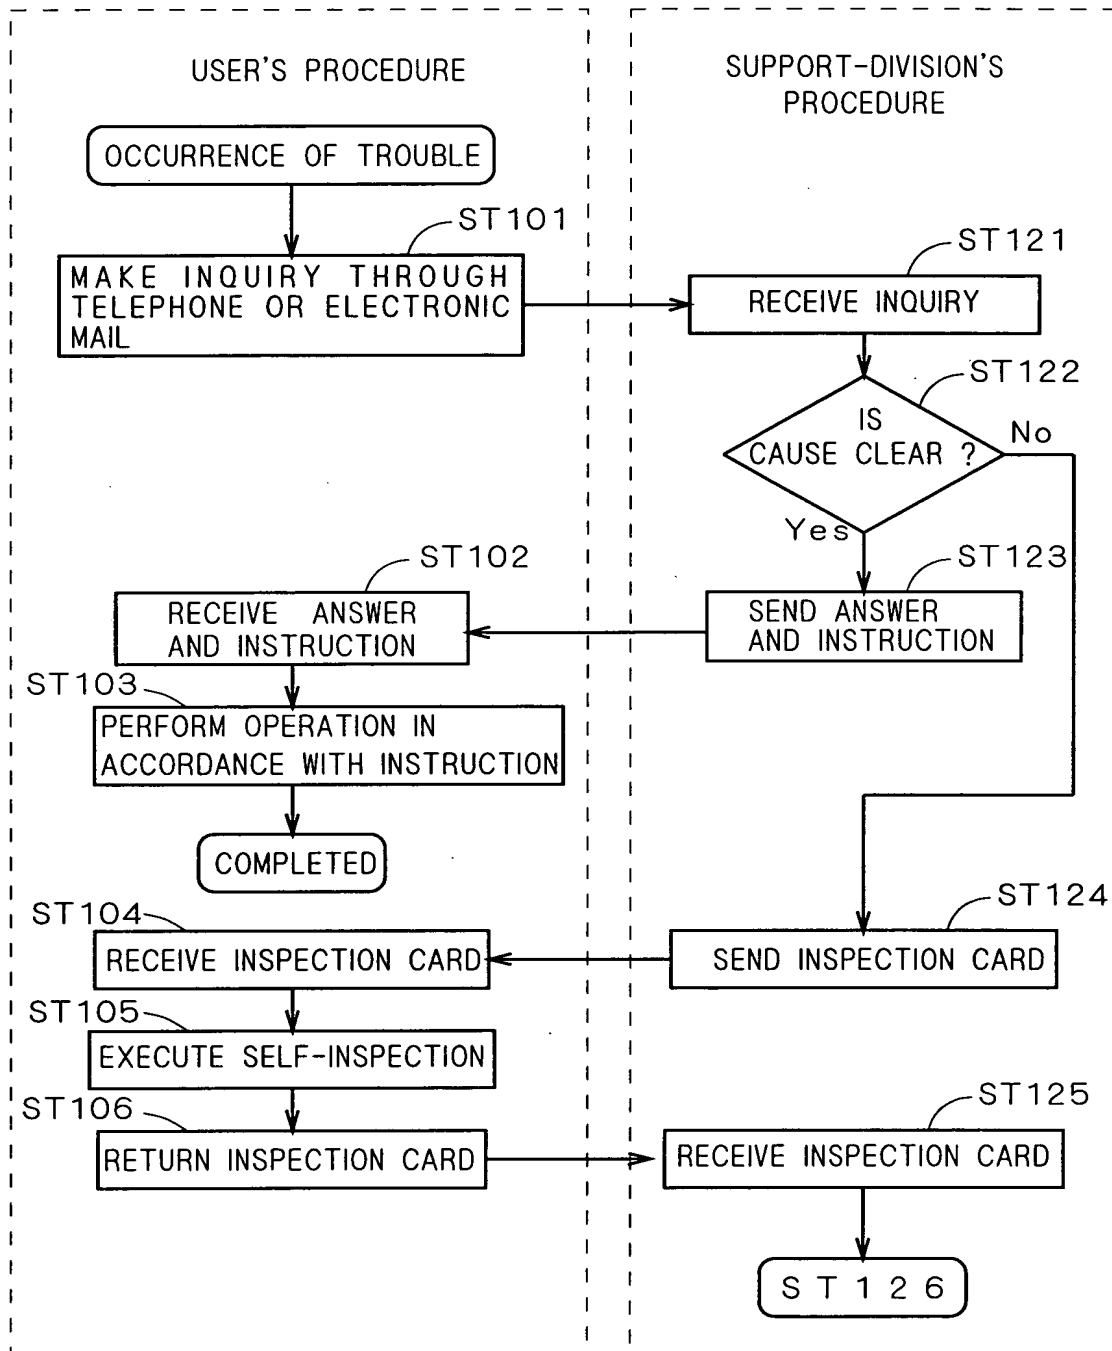 USER'S PROCEDURE
SUPPORT-DIVISION'S
PROCEDURE
OCCURRENCE OF TROUBLE
ST101
MAKE INQUIRY THROUGH
TELEPHONE OR ELECTRONIC
MAIL
ST121
RECEIVE INQUIRY
ST122
IS
CAUSE CLEAR ?
No
Yes
ST123
SEND ANSWER
AND INSTRUCTION
ST102
RECEIVE ANSWER
AND INSTRUCTION
ST103
PERFORM OPERATION IN
ACCORDANCE WITH INSTRUCTION
COMPLETED
ST124
SEND INSPECTION CARD
ST104
RECEIVE INSPECTION CARD
ST105
EXECUTE SELF-INSPECTION
ST106
RETURN INSPECTION CARD
ST125
RECEIVE INSPECTION CARD
ST126